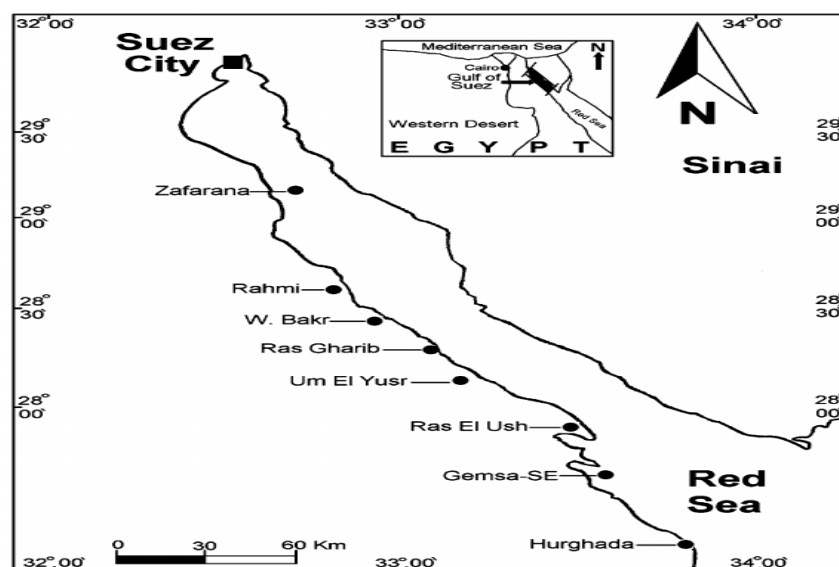 32°00'
33°00'
34°00'
Suez
City
Mediterranean Sea
N
Cairo
Gulf of
Suez
Red Sea
Western Desert
E G Y P T
N
29°
30
29°
30
Sinai
Zafarana
29°
00
29°
00
Rahmi
28°
30
28°
30
W. Bakr
Ras Gharib
Um El Yusr
28°
00
28°
00
Ras El Ush
Gemsa-SE
Red
Sea
0 30 60 Km
Hurghada
32°00'
33°00'
34°00'